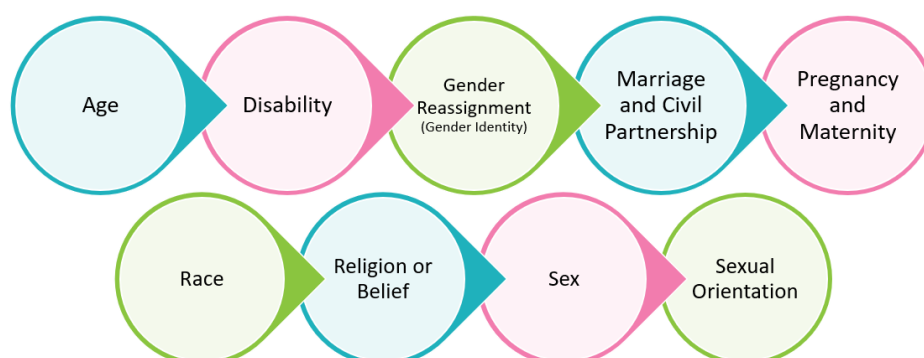 Age
Disability
Gender
Reassignment
(Gender Identity)
Marriage
and Civil
Partnership
Pregnancy
and
Maternity
Race
Religion or
Belief
Sex
Sexual
Orientation